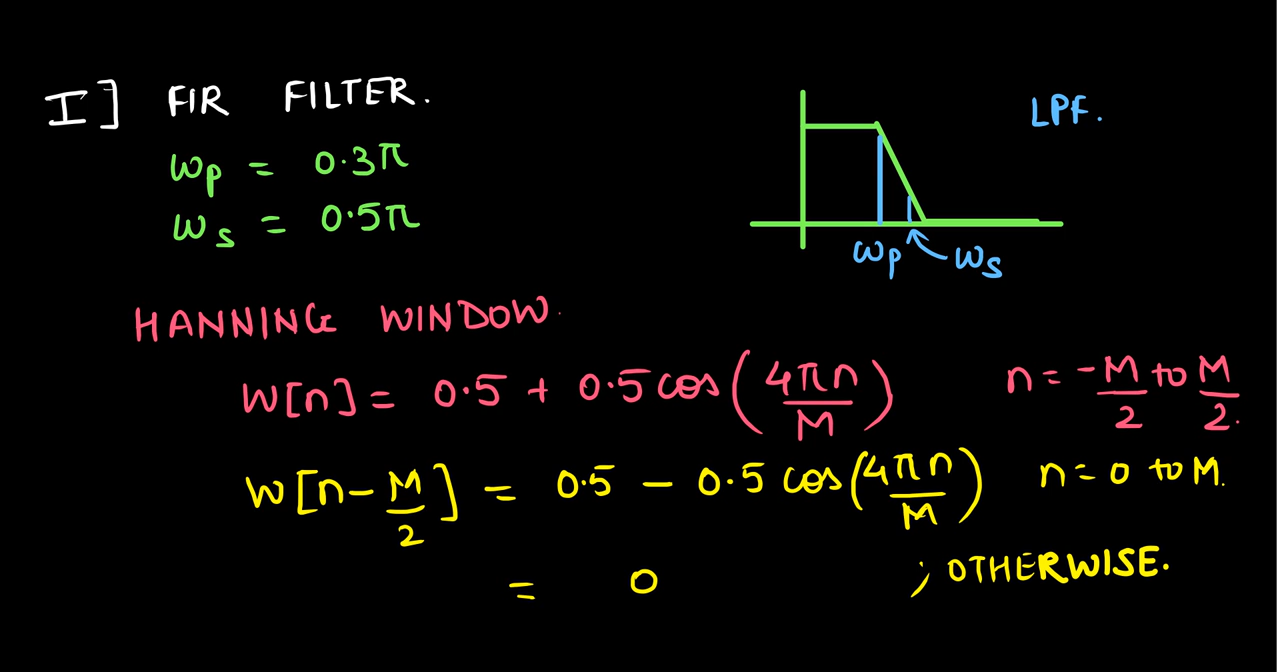 I] FIR FILTER.
ωp = 0.3π
ωs = 0.5π
LPF.
ωp ωs
HANNING WINDOW.
W[n] = 0.5 + 0.5 cos(4πn/M) n = -M/2 to M/2.
W[n - M/2] = 0.5 - 0.5 cos(4πn/M) n = 0 to M.
= 0 ; OTHERWISE.